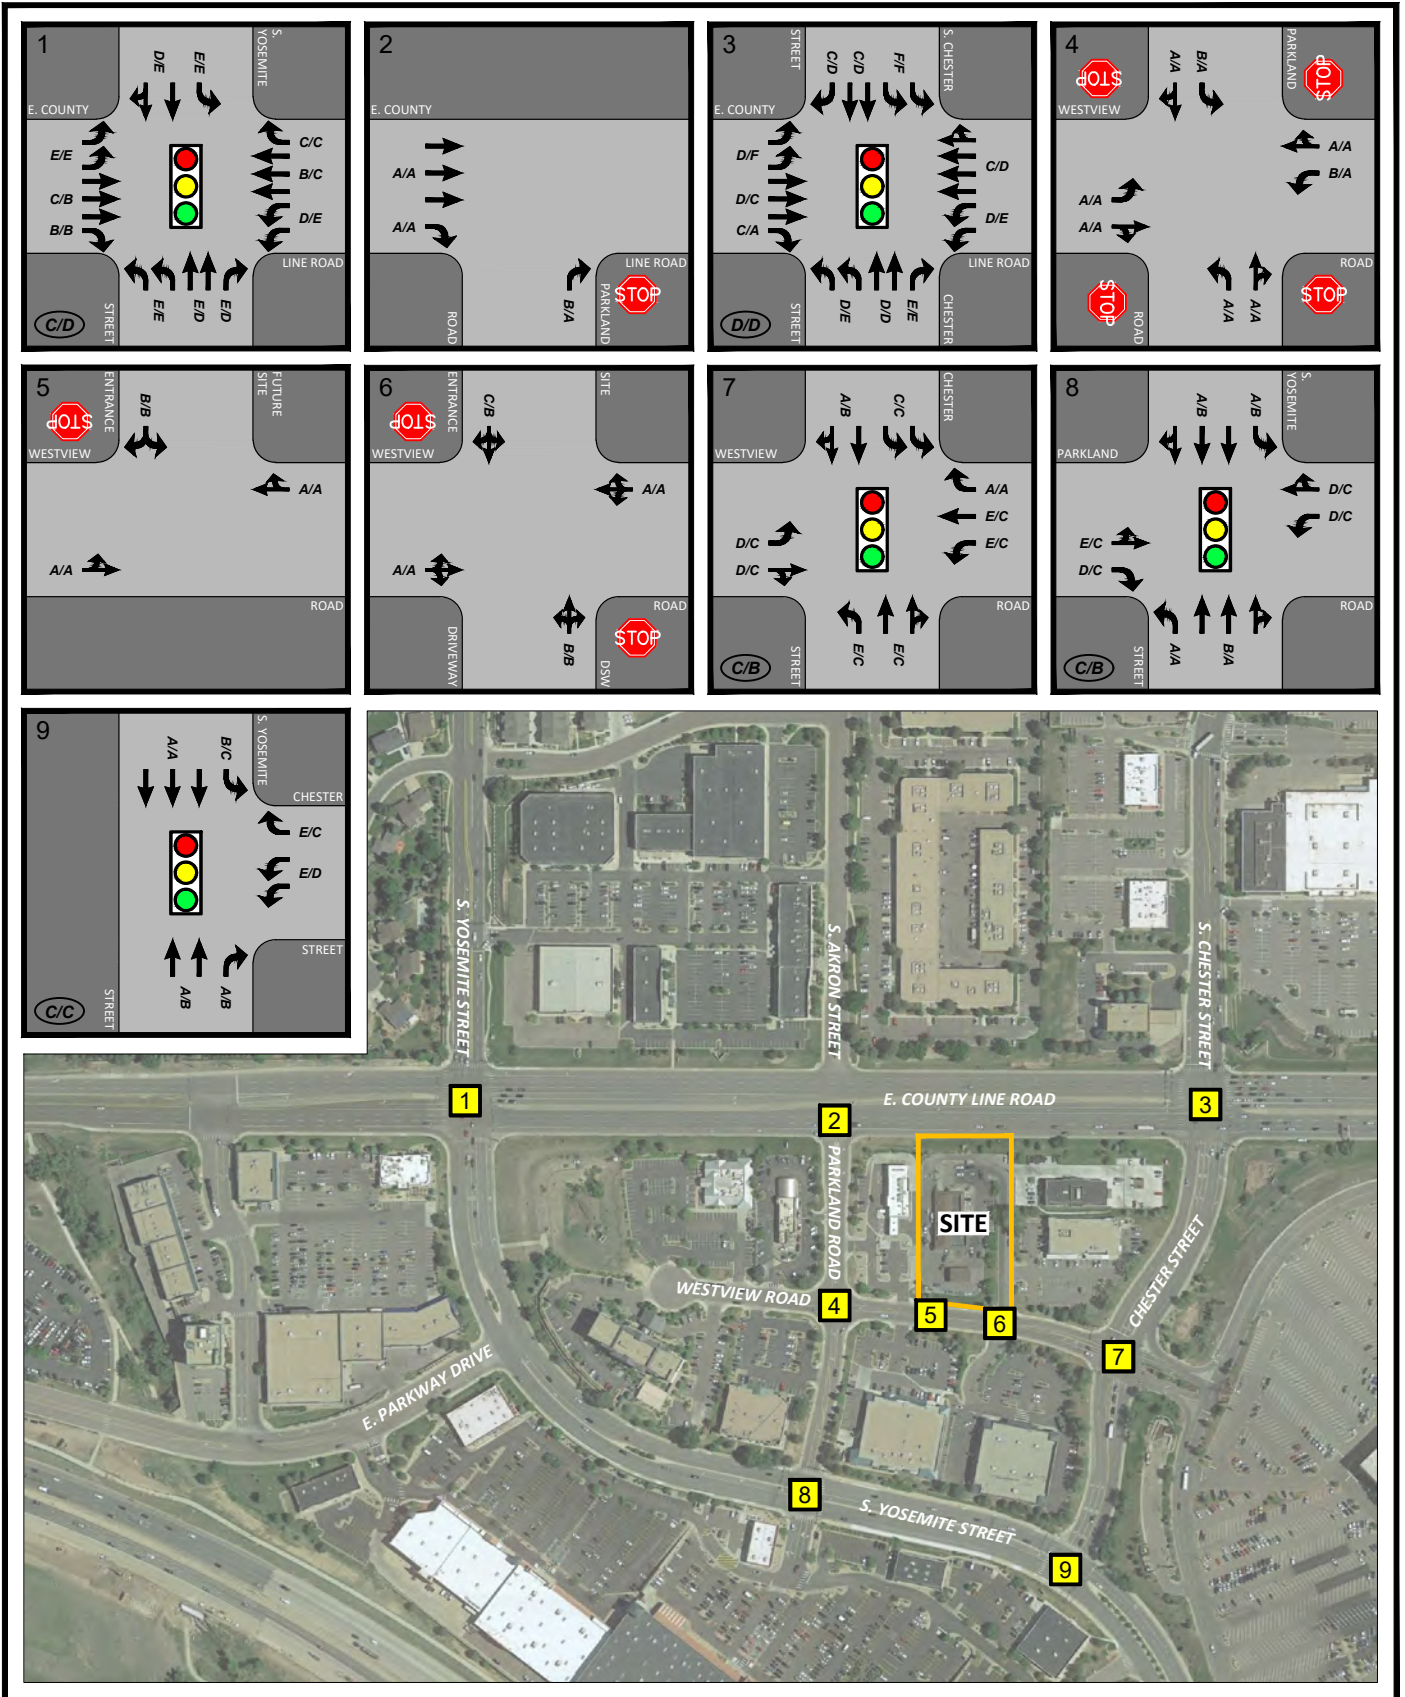 1
S. YOSEMITE
D/E
E/E
E. COUNTY
E/E
C/B
B/B
C/C
B/C
D/E
LINE ROAD
STREET
E/E
E/D
E/D
C/D
2
E. COUNTY
A/A
A/A
LINE ROAD
ROAD
B/A
PARKLAND
STOP
3
STREET
C/D
C/D
F/F
S. CHESTER
E. COUNTY
D/F
D/C
C/A
C/D
D/E
LINE ROAD
STREET
D/E
D/D
E/E
CHESTER
D/D
4
STOP
A/A
B/A
PARKLAND
STOP
WESTVIEW
A/A
B/A
A/A
A/A
ROAD
STOP
ROAD
A/A
A/A
STOP
5
ENTRANCE
B/B
FUTURE
SITE
STOP
WESTVIEW
A/A
A/A
ROAD
6
ENTRANCE
C/B
SITE
STOP
WESTVIEW
A/A
A/A
ROAD
DRIVEWAY
B/B
DSW
STOP
7
A/B
C/C
CHESTER
WESTVIEW
A/A
E/C
E/C
D/C
D/C
ROAD
STREET
E/C
E/C
C/B
8
A/B
A/B
S. YOSEMITE
PARKLAND
D/C
D/C
E/C
D/C
ROAD
STREET
A/A
B/A
C/B
9
A/A
B/C
S. YOSEMITE
CHESTER
E/C
E/D
STREET
STREET
A/B
A/B
C/C
S. YOSEMITE STREET
S. AKRON STREET
S. CHESTER STREET
1
E. COUNTY LINE ROAD
3
2
PARKLAND ROAD
SITE
CHESTER STREET
WESTVIEW ROAD
4
5
6
7
E. PARKWAY DRIVE
8
S. YOSEMITE STREET
9